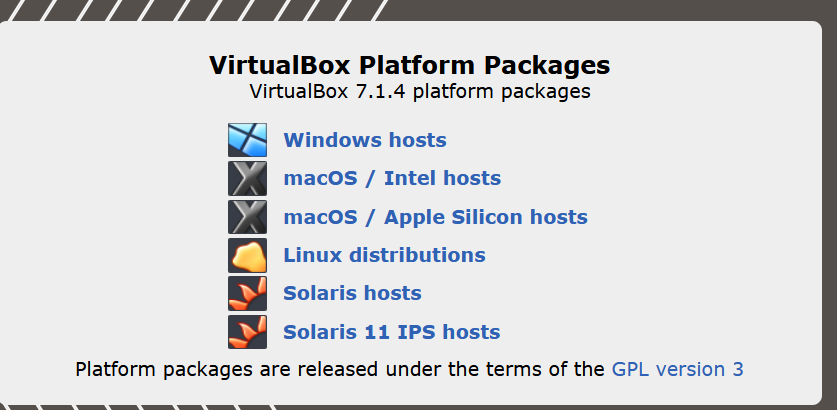 VirtualBox Platform Packages
VirtualBox 7.1.4 platform packages
Windows hosts
macOS / Intel hosts
macOS / Apple Silicon hosts
Linux distributions
Solaris hosts
Solaris 11 IPS hosts
Platform packages are released under the terms of the GPL version 3